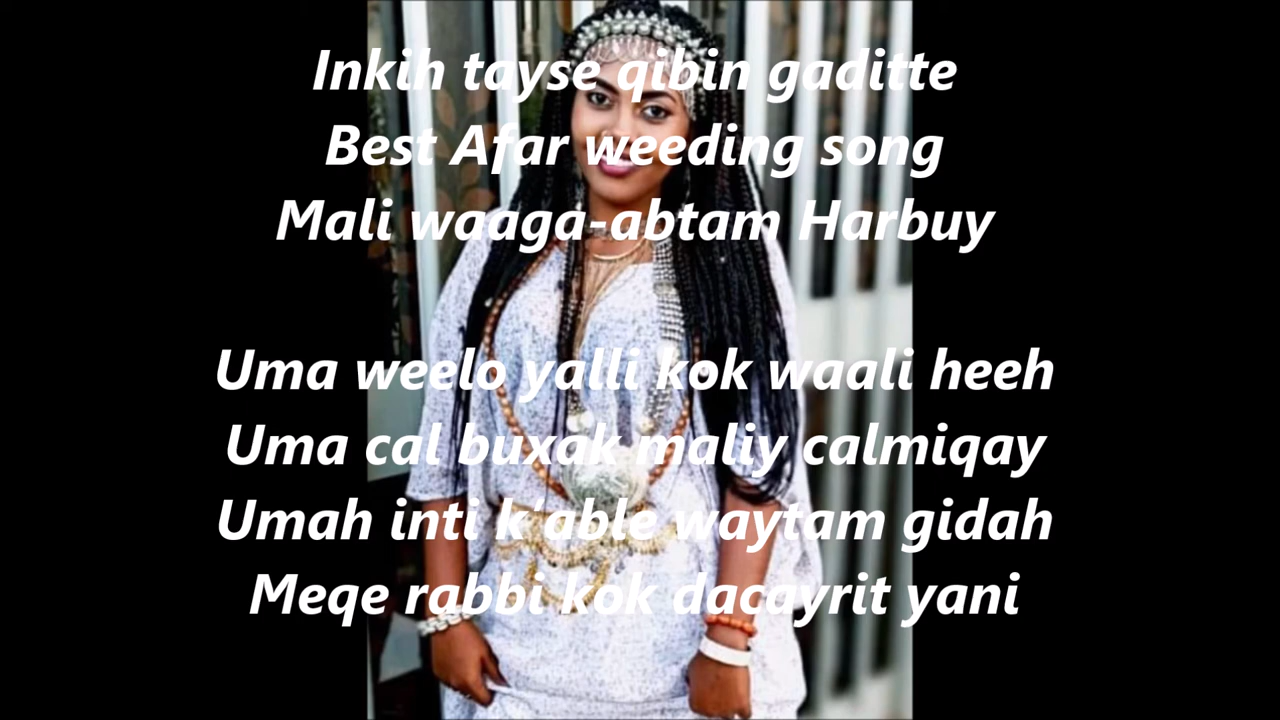 Inkih tayse qibin gaditte
Best Afar weeding song
Mali waaga-abtam Harbuy
Uma weelo yalli kok waali heeh
Uma cal buxak maliy calmiqay
Umah inti k'able waytam gidah
Meqe rabbi kok dacayrit yani